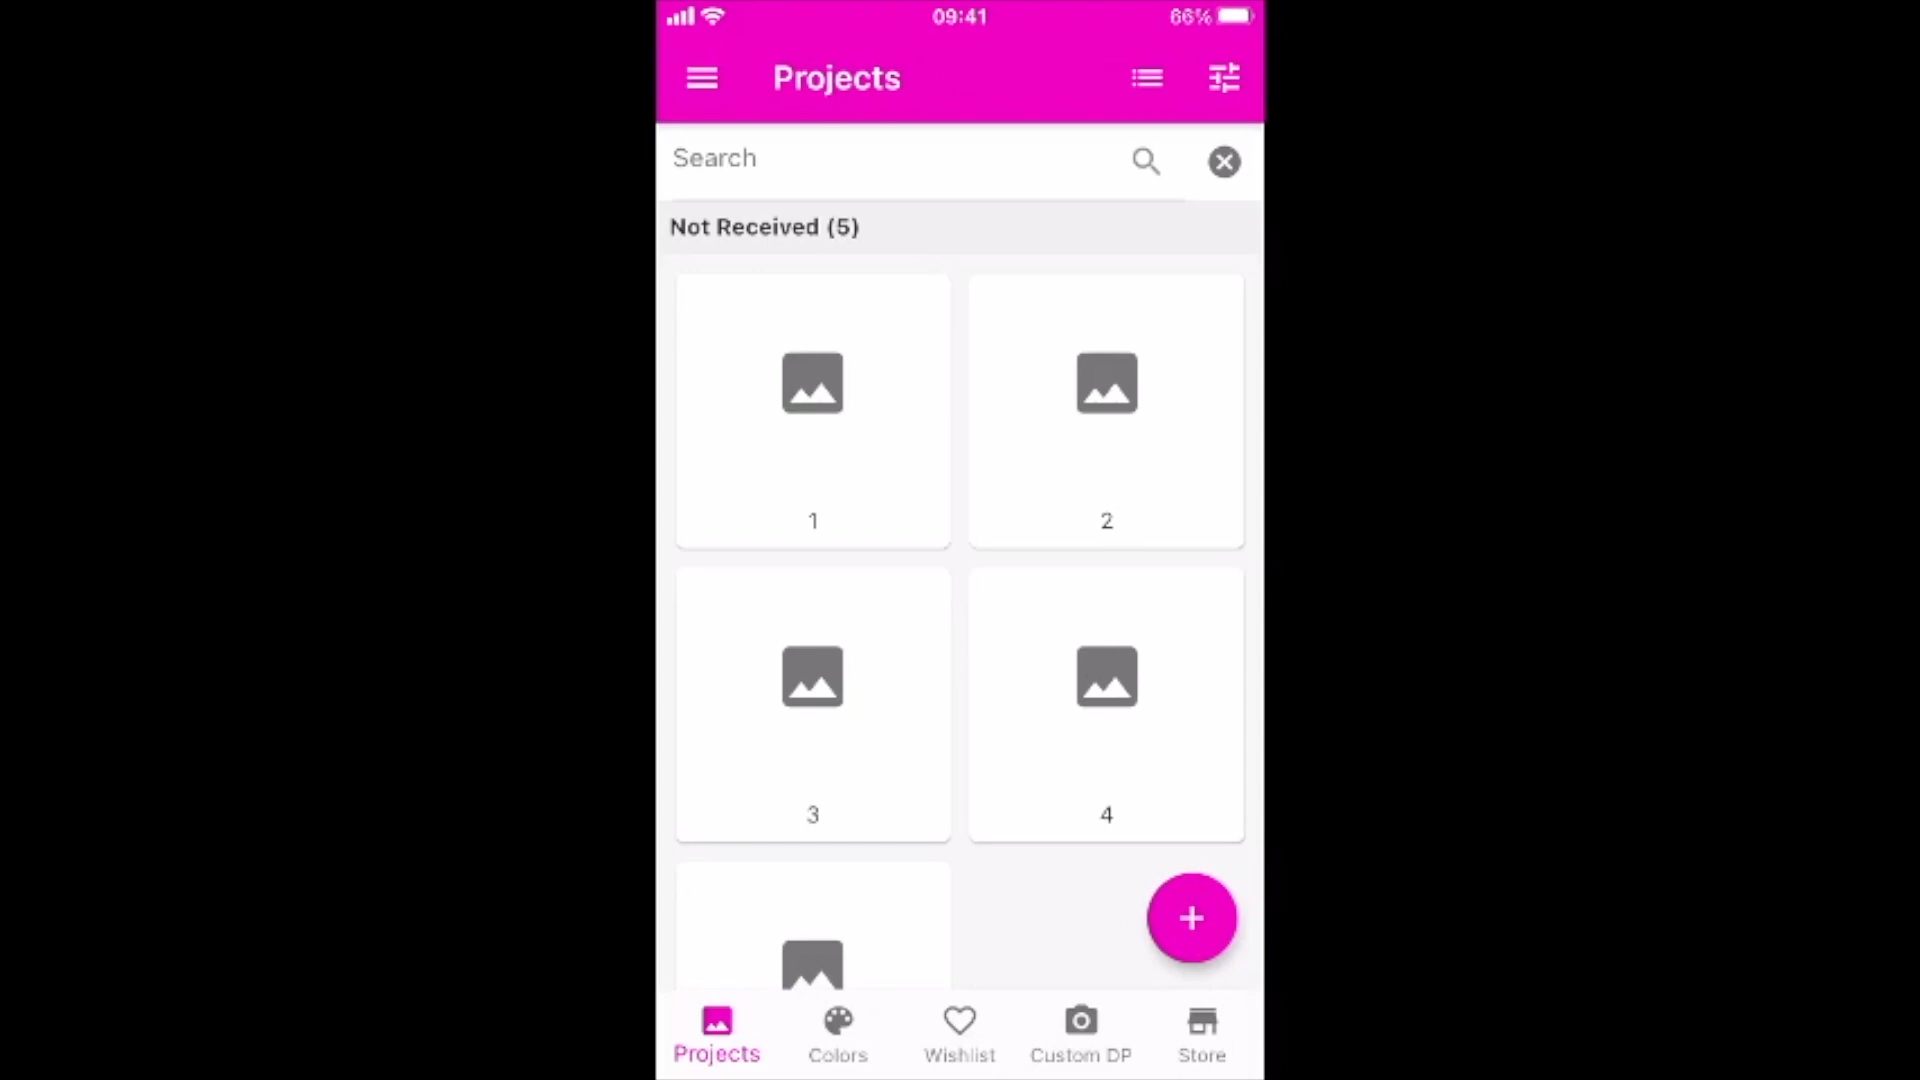 09:41 66%
Projects
Search
Not Received (5)
1 2
3 4
Projects Colors Wishlist Custom DP Store